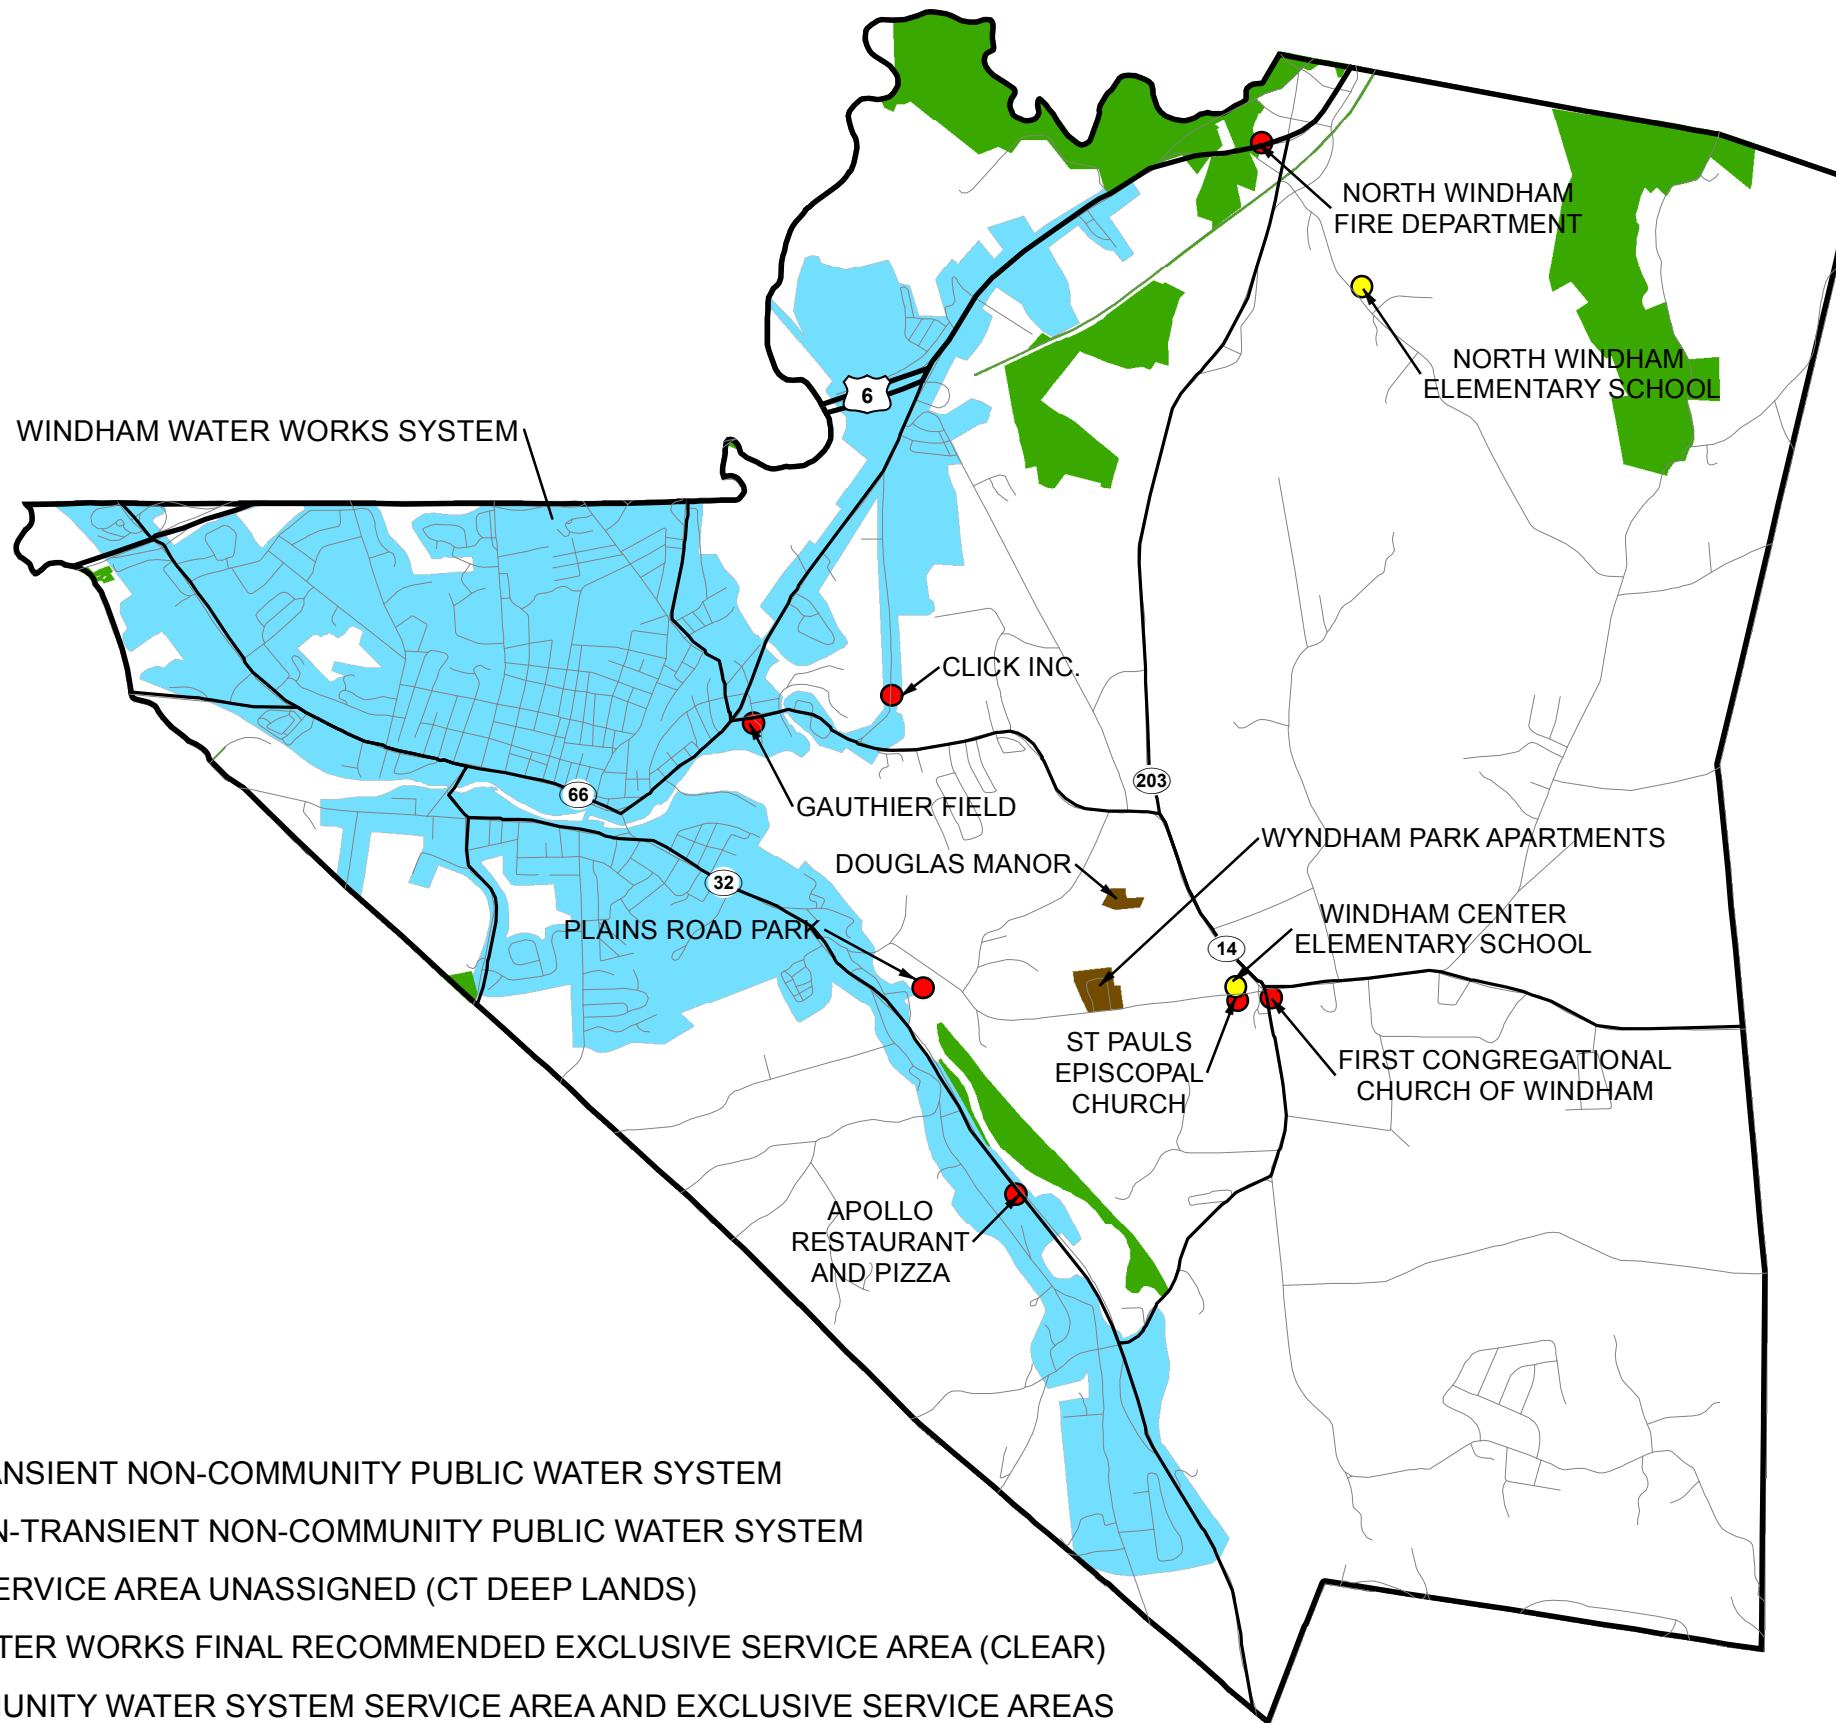 NORTH WINDHAM
FIRE DEPARTMENT
NORTH WINDHAM
ELEMENTARY SCHOOL
6
WINDHAM WATER WORKS SYSTEM
CLICK INC.
203
66
GAUTHIER FIELD
WYNDHAM PARK APARTMENTS
DOUGLAS MANOR
32
WINDHAM CENTER
ELEMENTARY SCHOOL
PLAINS ROAD PARK
14
ST PAULS
EPISCOPAL
CHURCH
FIRST CONGREGATIONAL
CHURCH OF WINDHAM
APOLLO
RESTAURANT
AND PIZZA
ANSIENT NON-COMMUNITY PUBLIC WATER SYSTEM
N-TRANSIENT NON-COMMUNITY PUBLIC WATER SYSTEM
ERVICE AREA UNASSIGNED (CT DEEP LANDS)
TER WORKS FINAL RECOMMENDED EXCLUSIVE SERVICE AREA (CLEAR)
UNITY WATER SYSTEM SERVICE AREA AND EXCLUSIVE SERVICE AREAS